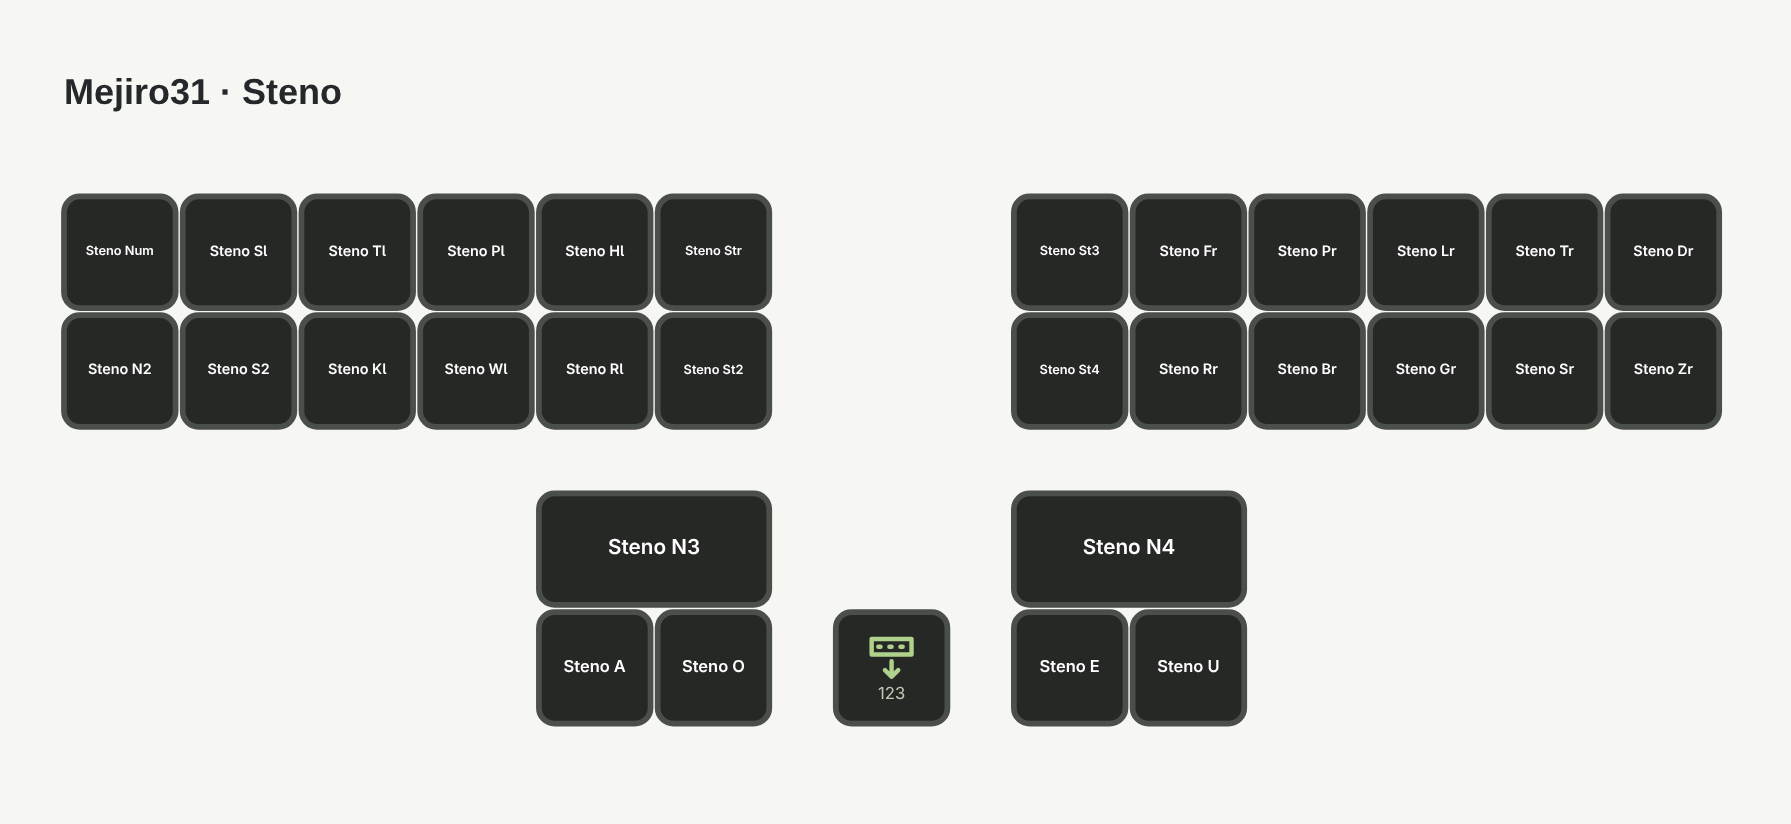 Mejiro31 · Steno
Steno Num Steno Sl Steno Tl Steno Pl Steno Hl Steno Str Steno St3 Steno Fr Steno Pr Steno Lr Steno Tr Steno Dr
Steno N2 Steno S2 Steno Kl Steno Wl Steno Rl Steno St2 Steno St4 Steno Rr Steno Br Steno Gr Steno Sr Steno Zr
Steno N3 Steno N4
Steno A Steno O Steno E Steno U
123